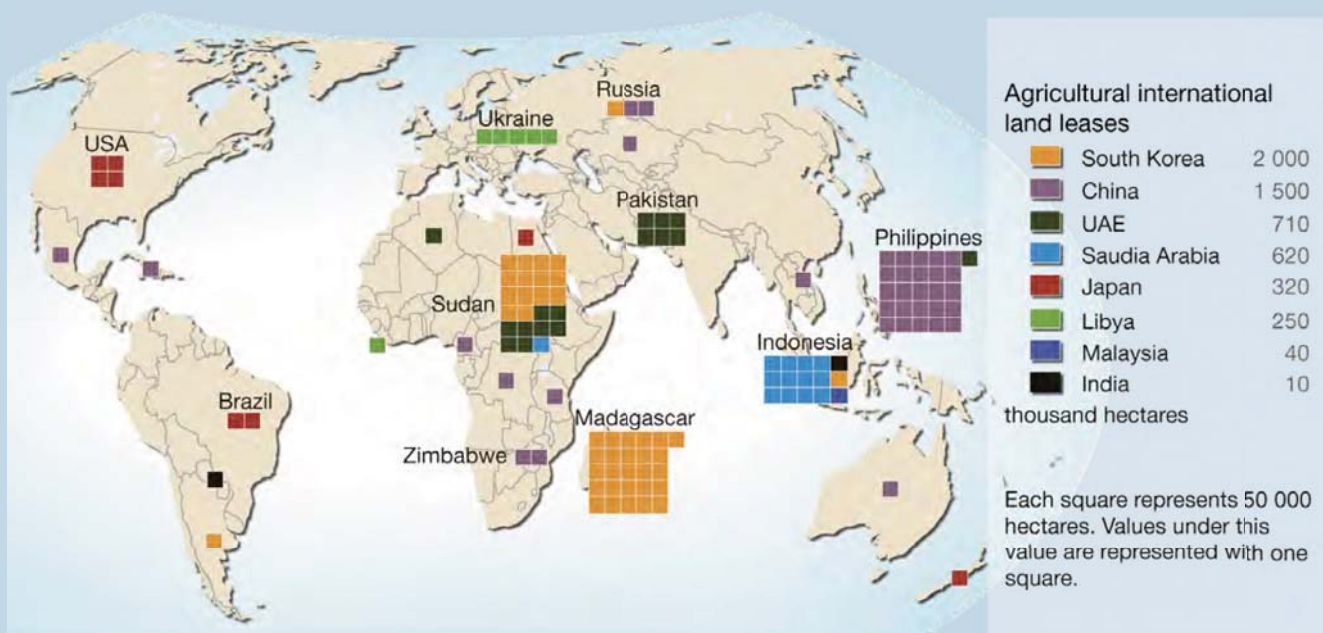 Russia
Ukraine
USA
Pakistan
Philippines
Sudan
Indonesia
Brazil
Madagascar
Zimbabwe
Agricultural international
land leases
South Korea 2 000
China 1 500
UAE 710
Saudia Arabia 620
Japan 320
Libya 250
Malaysia 40
India 10
thousand hectares
Each square represents 50 000
hectares. Values under this
value are represented with one
square.